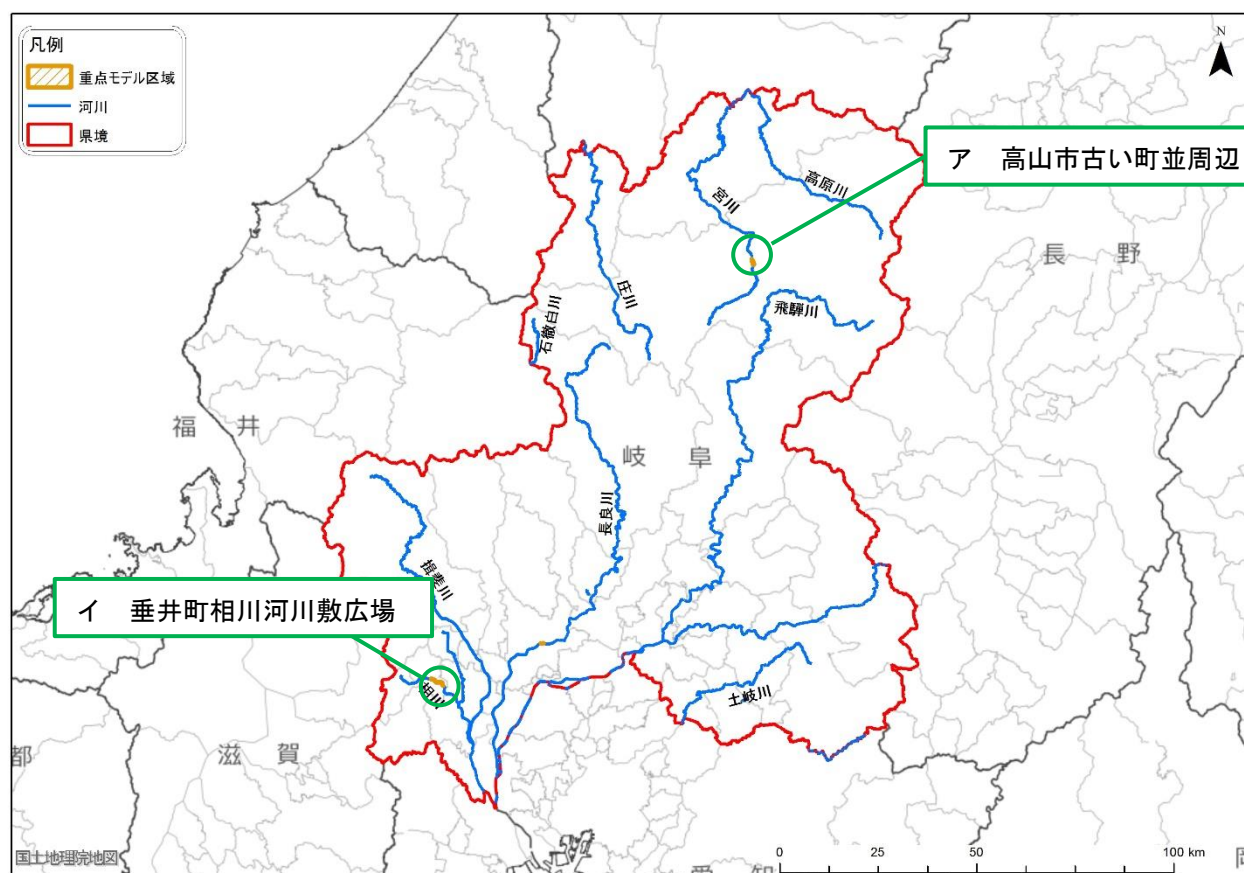 凡例
重点モデル区域
河川
県境
N
ア 高山市古い町並周辺
高原川
宮川
長 野
庄川
飛騨川
石徹白川
福 井
岐 阜
長良川
揖斐川
イ 垂井町相川河川敷広場
相川
土岐川
都
滋 賀
国土地理院地図
0 25 50 100 km